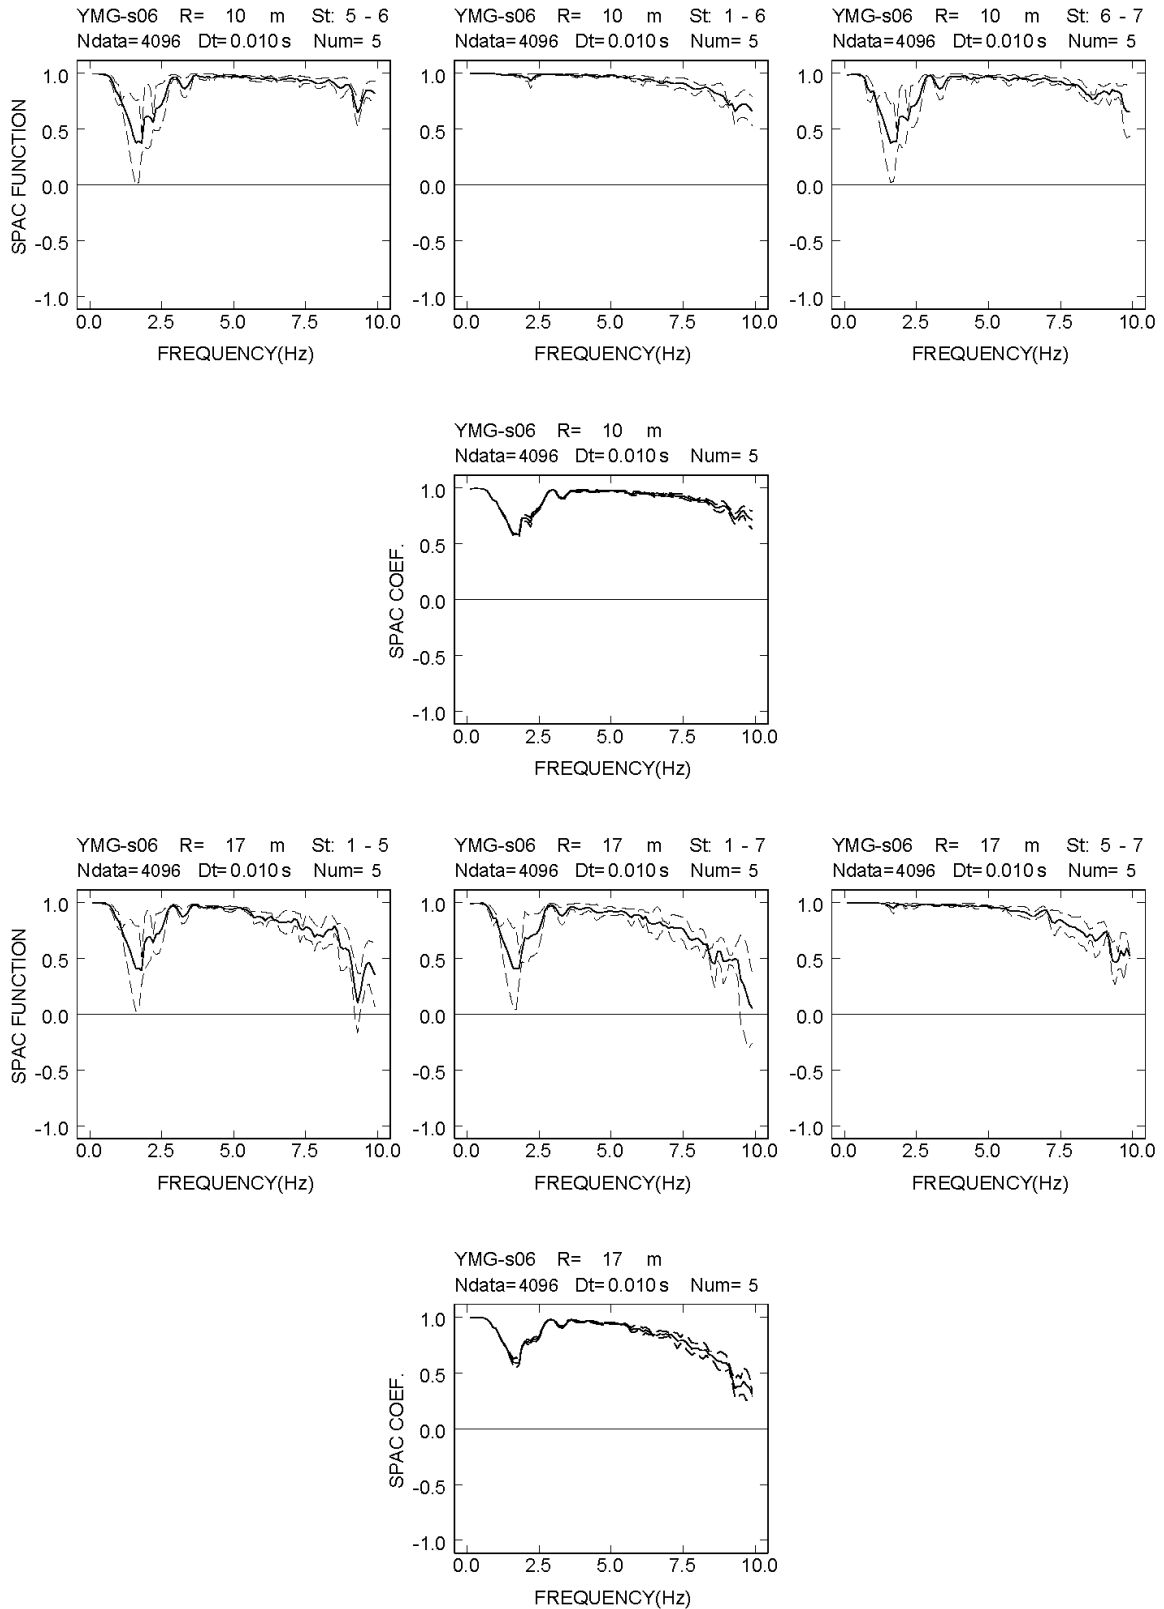 YMG-s06 R= 10 m St: 5 - 6
Ndata=4096 Dt=0.010 s Num= 5
YMG-s06 R= 10 m St: 1 - 6
Ndata=4096 Dt=0.010 s Num= 5
YMG-s06 R= 10 m St: 6 - 7
Ndata=4096 Dt=0.010 s Num= 5
SPAC FUNCTION
1.0
0.5
0.0
-0.5
-1.0
0.0 2.5 5.0 7.5 10.0
FREQUENCY(Hz)
1.0
0.5
0.0
-0.5
-1.0
0.0 2.5 5.0 7.5 10.0
FREQUENCY(Hz)
1.0
0.5
0.0
-0.5
-1.0
0.0 2.5 5.0 7.5 10.0
FREQUENCY(Hz)
YMG-s06 R= 10 m
Ndata=4096 Dt=0.010 s Num= 5
SPAC COEF.
1.0
0.5
0.0
-0.5
-1.0
0.0 2.5 5.0 7.5 10.0
FREQUENCY(Hz)
YMG-s06 R= 17 m St: 1 - 5
Ndata=4096 Dt=0.010 s Num= 5
YMG-s06 R= 17 m St: 1 - 7
Ndata=4096 Dt=0.010 s Num= 5
YMG-s06 R= 17 m St: 5 - 7
Ndata=4096 Dt=0.010 s Num= 5
SPAC FUNCTION
1.0
0.5
0.0
-0.5
-1.0
0.0 2.5 5.0 7.5 10.0
FREQUENCY(Hz)
1.0
0.5
0.0
-0.5
-1.0
0.0 2.5 5.0 7.5 10.0
FREQUENCY(Hz)
1.0
0.5
0.0
-0.5
-1.0
0.0 2.5 5.0 7.5 10.0
FREQUENCY(Hz)
YMG-s06 R= 17 m
Ndata=4096 Dt=0.010 s Num= 5
SPAC COEF.
1.0
0.5
0.0
-0.5
-1.0
0.0 2.5 5.0 7.5 10.0
FREQUENCY(Hz)